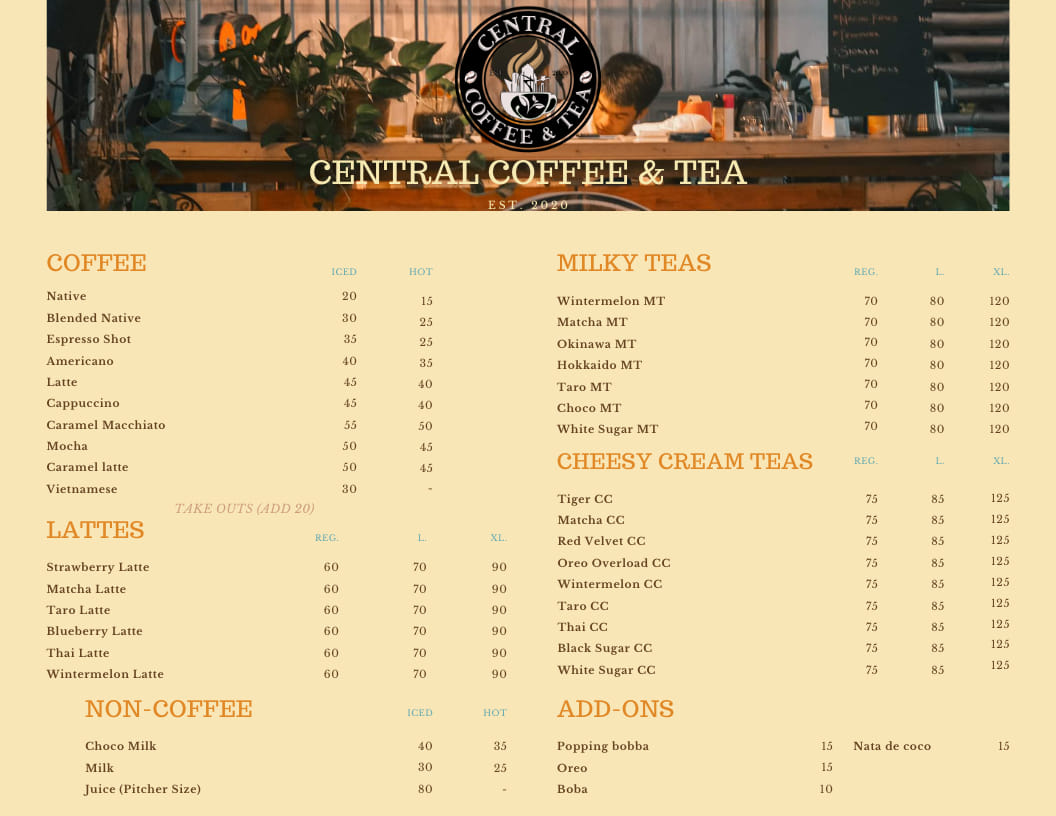 CENTRAL
COFFEE & TEA
CENTRAL COFFEE & TEA
EST. 2020
COFFEE ICED HOT
Native 20 15
Blended Native 30 25
Espresso Shot 35 25
Americano 40 35
Latte 45 40
Cappuccino 45 40
Caramel Macchiato 55 50
Mocha 50 45
Caramel latte 50 45
Vietnamese 30 -
TAKE OUTS (ADD 20)
LATTES REG. L. XL.
Strawberry Latte 60 70 90
Matcha Latte 60 70 90
Taro Latte 60 70 90
Blueberry Latte 60 70 90
Thai Latte 60 70 90
Wintermelon Latte 60 70 90
NON-COFFEE ICED HOT
Choco Milk 40 35
Milk 30 25
Juice (Pitcher Size) 80 -
MILKY TEAS REG. L. XL.
Wintermelon MT 70 80 120
Matcha MT 70 80 120
Okinawa MT 70 80 120
Hokkaido MT 70 80 120
Taro MT 70 80 120
Choco MT 70 80 120
White Sugar MT 70 80 120
CHEESY CREAM TEAS REG. L. XL.
Tiger CC 75 85 125
Matcha CC 75 85 125
Red Velvet CC 75 85 125
Oreo Overload CC 75 85 125
Wintermelon CC 75 85 125
Taro CC 75 85 125
Thai CC 75 85 125
Black Sugar CC 75 85 125
White Sugar CC 75 85 125
ADD-ONS
Popping bobba 15 Nata de coco 15
Oreo 15
Boba 10